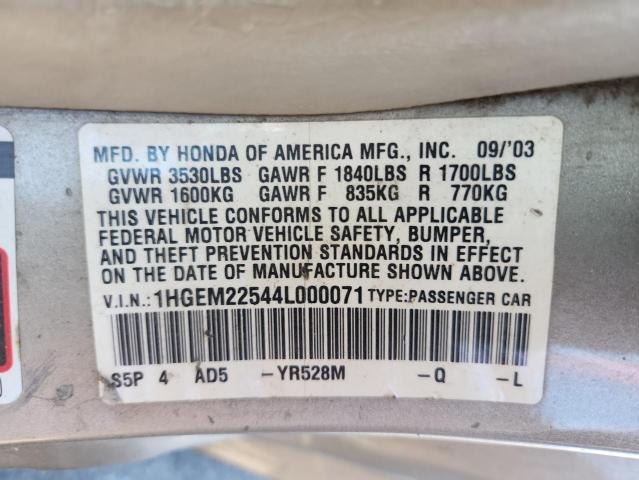 MFD. BY HONDA OF AMERICA MFG., INC. 09/'03
GVWR 3530LBS GAWR F 1840LBS R 1700LBS
GVWR 1600KG GAWR F 835KG R 770KG
THIS VEHICLE CONFORMS TO ALL APPLICABLE
FEDERAL MOTOR VEHICLE SAFETY, BUMPER,
AND THEFT PREVENTION STANDARDS IN EFFECT
ON THE DATE OF MANUFACTURE SHOWN ABOVE.
V.I.N.: 1HGEM22544L000071 TYPE:PASSENGER CAR
S5P 4 AD5 -YR528M -Q -L